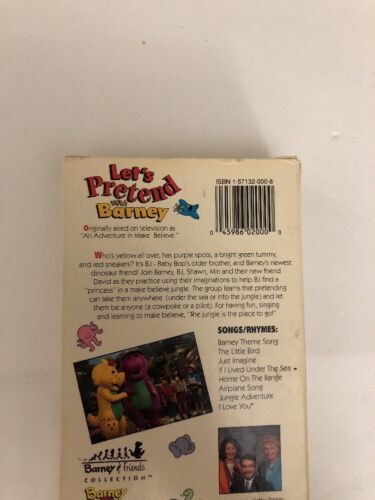 Let's
Pretend
with
Barney
ISBN 1-57132-000-8
0 45986 02000 0
Originally aired on television as
"An Adventure in Make Believe."
Who's yellow all over, has purple spots, a bright green tummy,
and red sneakers? It's BJ - Baby Bop's older brother, and Barney's newest
dinosaur friend! Join Barney, BJ, Shawn, Min and their new friend
David as they practice using their imaginations to help BJ find a
"princess" in a make believe jungle. The group learns that pretending
can take them anywhere (under the sea or into the jungle) and let
them be anyone (a cowpoke or a pilot). For having fun, singing
and learning to make believe, "The jungle is the place to go!"
SONGS/RHYMES:
Barney Theme Song
The Little Bird
Just Imagine
If I Lived Under The Sea
Home On The Range
Airplane Song
Jungle Adventure
I Love You
Barney & friends
COLLECTION™
Barney